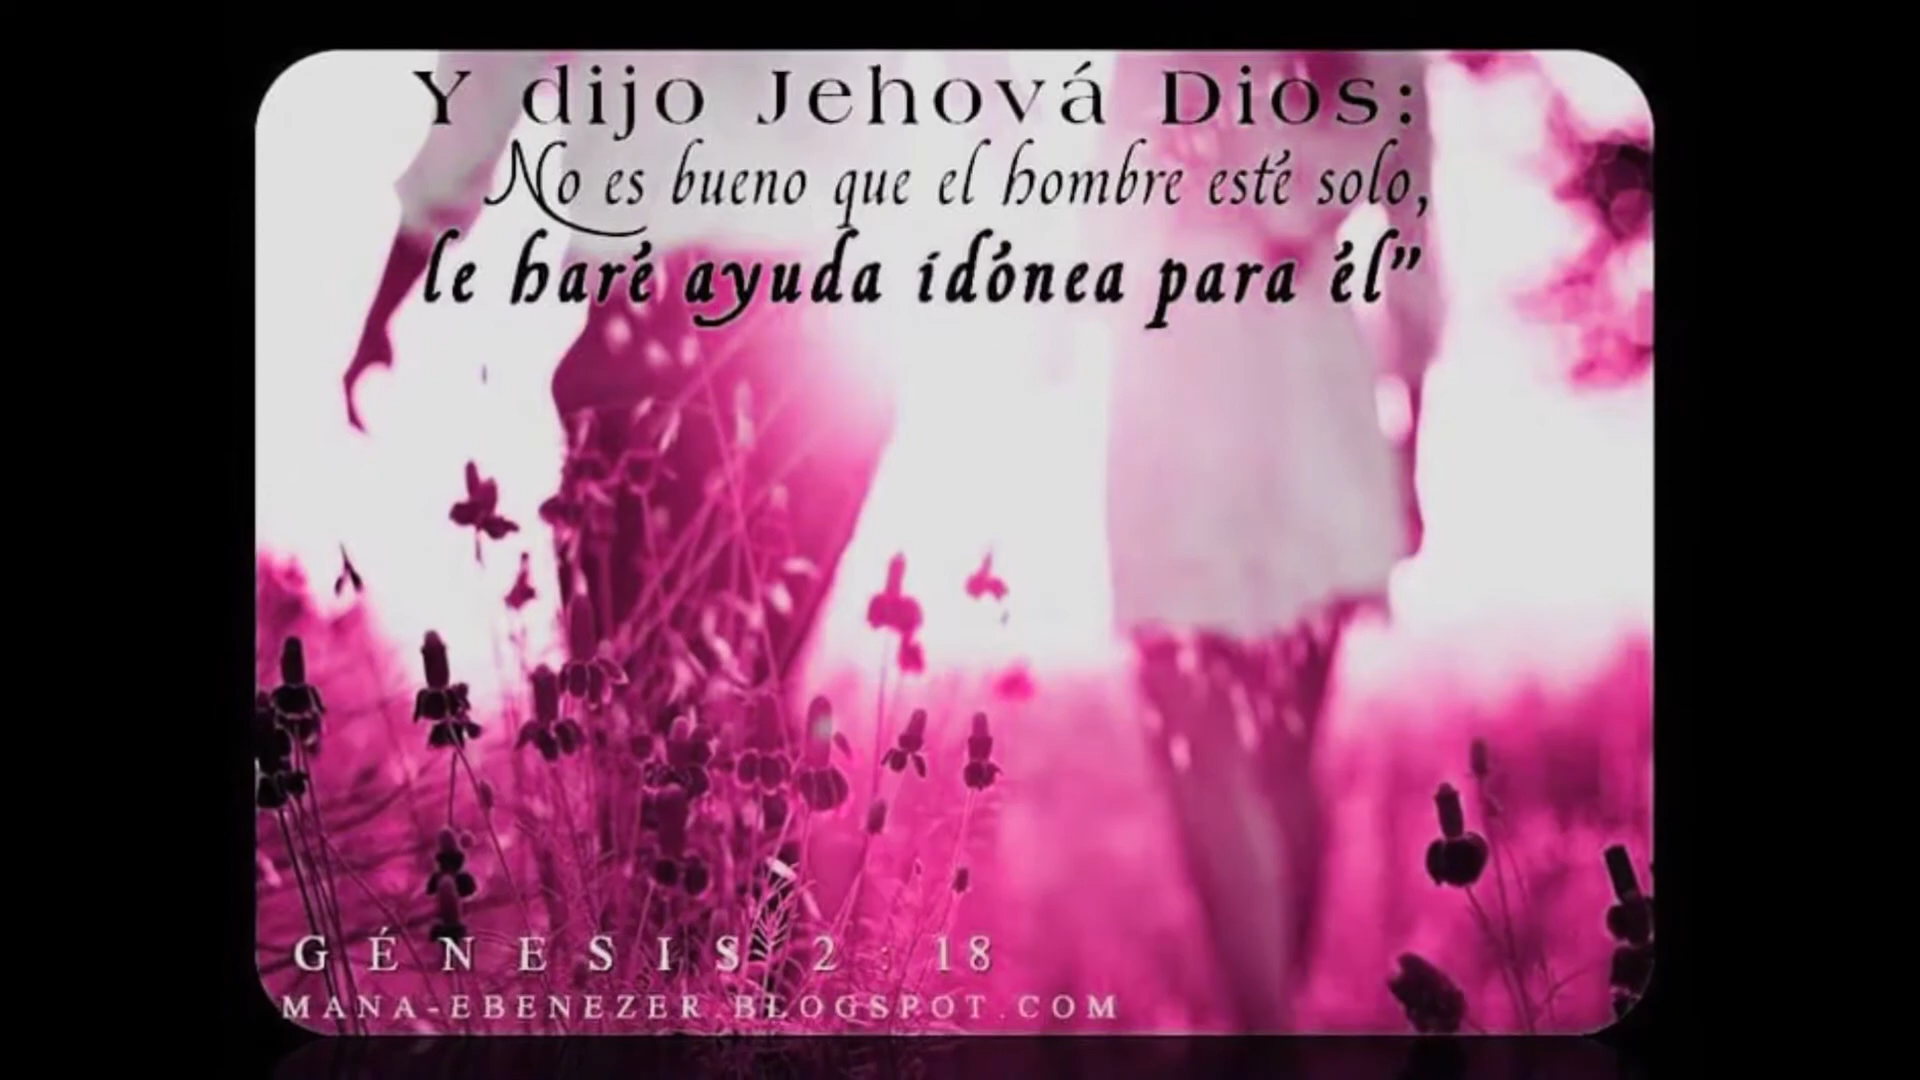 Y dijo Jehová Dios:
No es bueno que el hombre esté solo,
le haré ayuda idónea para él”
GÉNESIS 2:18
MANA-EBENEZER.BLOGSPOT.COM